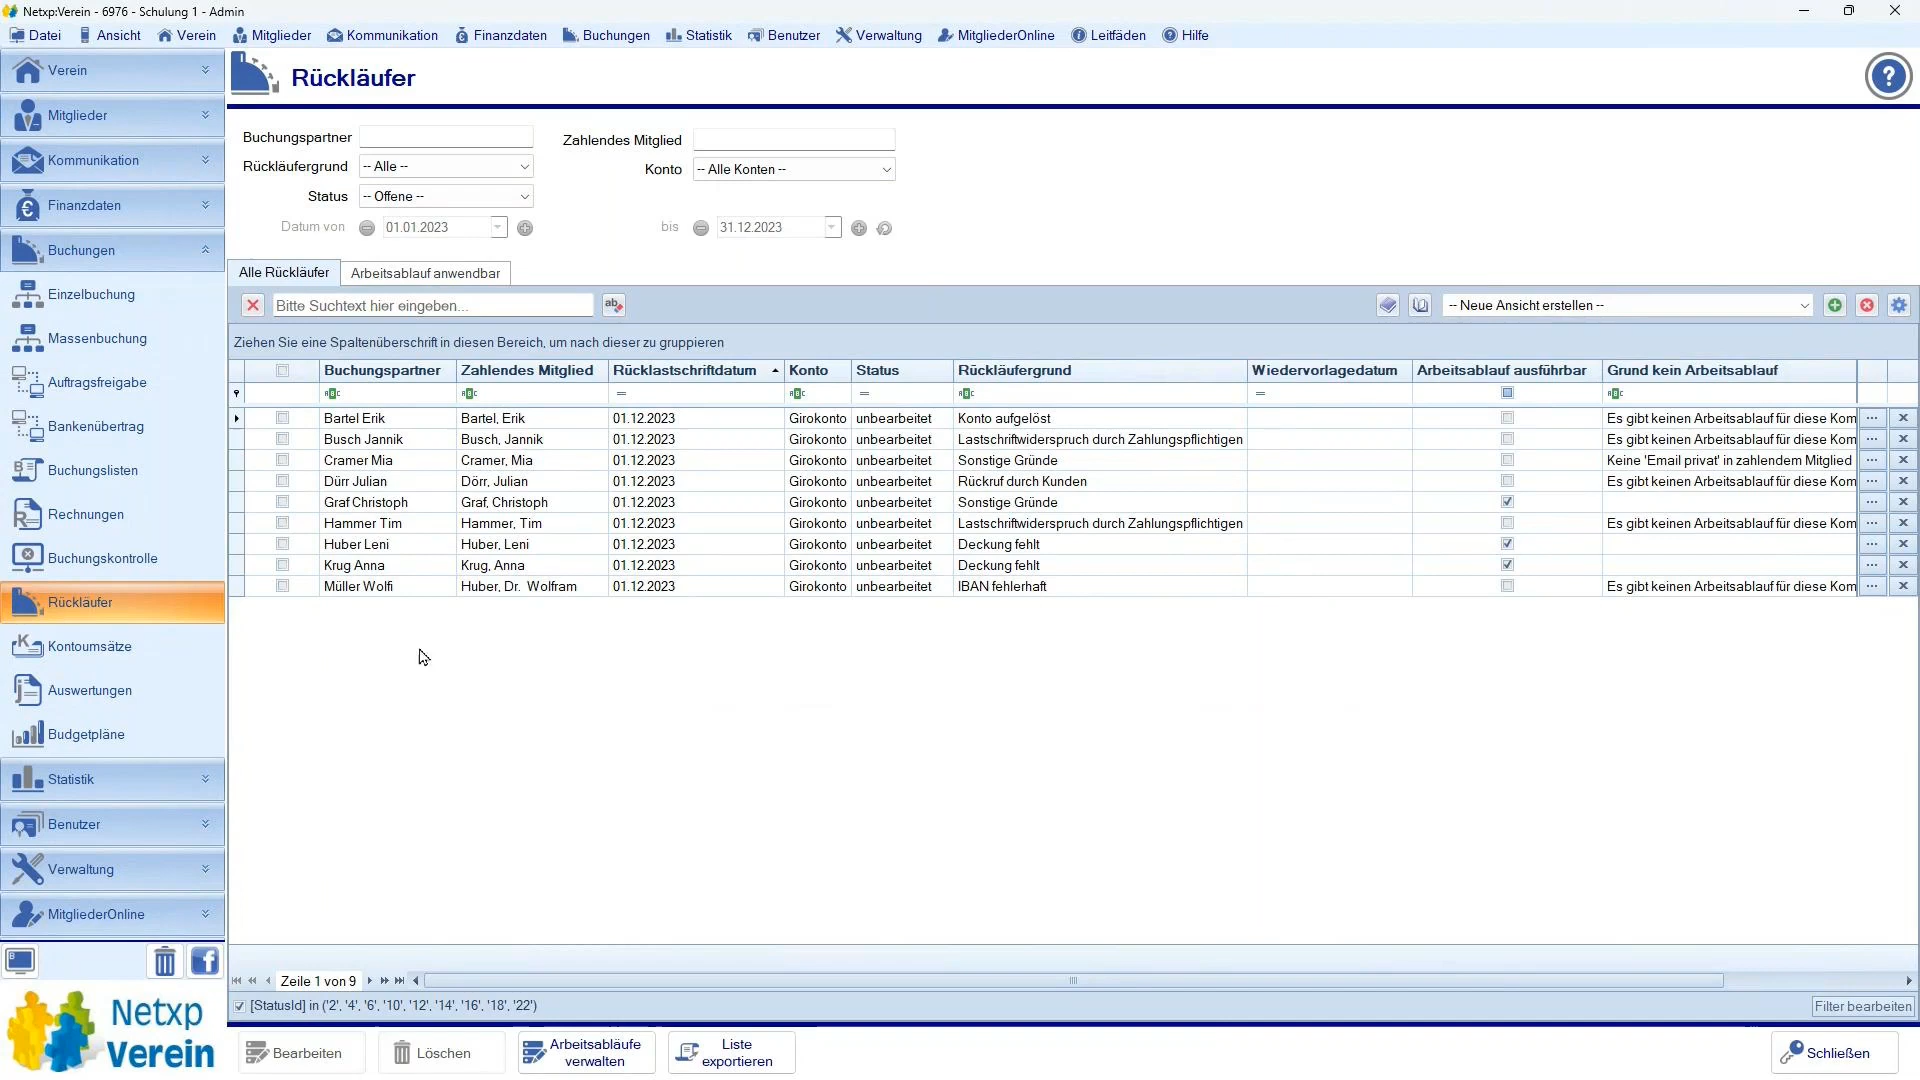 Netxp:Verein - 6976 - Schulung 1 - Admin
Datei Ansicht Verein Mitglieder Kommunikation Finanzdaten Buchungen Statistik Benutzer Verwaltung MitgliederOnline Leitfäden Hilfe
Verein
Mitglieder
Kommunikation
Finanzdaten
Buchungen
Einzelbuchung
Massenbuchung
Auftragsfreigabe
Bankenübertrag
Buchungslisten
Rechnungen
Buchungskontrolle
Rückläufer
Kontoumsätze
Auswertungen
Budgetpläne
Statistik
Benutzer
Verwaltung
MitgliederOnline
Netxp
Verein
Rückläufer
Buchungspartner
Zahlendes Mitglied
Rückläufergrund -- Alle --
Konto -- Alle Konten --
Status -- Offene --
Datum von 01.01.2023 bis 31.12.2023
Alle Rückläufer Arbeitsablauf anwendbar
Bitte Suchtext hier eingeben... -- Neue Ansicht erstellen --
Ziehen Sie eine Spaltenüberschrift in diesen Bereich, um nach dieser zu gruppieren
Buchungspartner Zahlendes Mitglied Rücklastschriftdatum Konto Status Rückläufergrund Wiedervorlagedatum Arbeitsablauf ausführbar Grund kein Arbeitsablauf
Bartel Erik Bartel, Erik 01.12.2023 Girokonto unbearbeitet Konto aufgelöst Es gibt keinen Arbeitsablauf für diese Kom
Busch Jannik Busch, Jannik 01.12.2023 Girokonto unbearbeitet Lastschriftwiderspruch durch Zahlungspflichtigen Es gibt keinen Arbeitsablauf für diese Kom
Cramer Mia Cramer, Mia 01.12.2023 Girokonto unbearbeitet Sonstige Gründe Keine 'Email privat' in zahlendem Mitglied
Dürr Julian Dörr, Julian 01.12.2023 Girokonto unbearbeitet Rückruf durch Kunden Es gibt keinen Arbeitsablauf für diese Kom
Graf Christoph Graf, Christoph 01.12.2023 Girokonto unbearbeitet Sonstige Gründe
Hammer Tim Hammer, Tim 01.12.2023 Girokonto unbearbeitet Lastschriftwiderspruch durch Zahlungspflichtigen Es gibt keinen Arbeitsablauf für diese Kom
Huber Leni Huber, Leni 01.12.2023 Girokonto unbearbeitet Deckung fehlt
Krug Anna Krug, Anna 01.12.2023 Girokonto unbearbeitet Deckung fehlt
Müller Wolfi Huber, Dr. Wolfram 01.12.2023 Girokonto unbearbeitet IBAN fehlerhaft Es gibt keinen Arbeitsablauf für diese Kom
Zeile 1 von 9
[StatusId] in ('2', '4', '6', '10', '12', '14', '16', '18', '22') Filter bearbeiten
Bearbeiten
Löschen
Arbeitsabläufe
verwalten
Liste
exportieren
Schließen